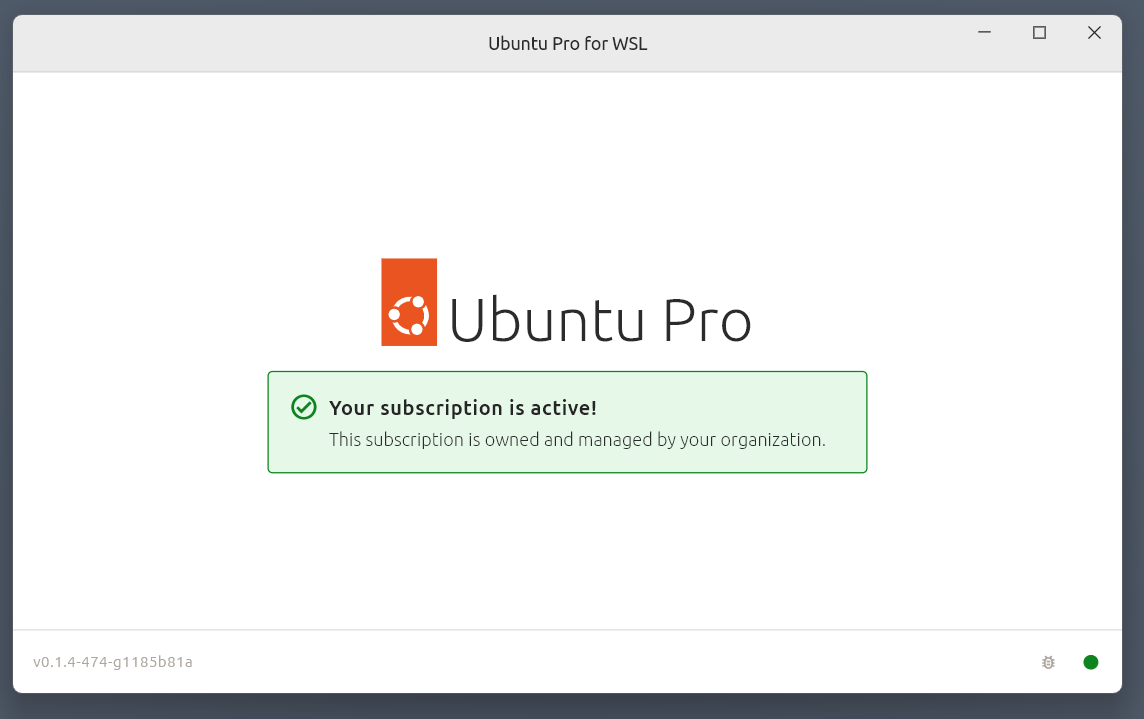 Ubuntu Pro for WSL
Ubuntu Pro
Your subscription is active!
This subscription is owned and managed by your organization.
v0.1.4-474-g1185b81a